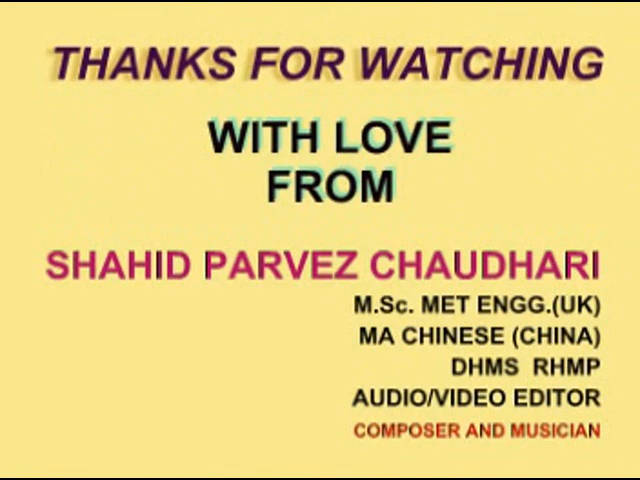 THANKS FOR WATCHING
WITH LOVE
FROM
SHAHID PARVEZ CHAUDHARI
M.Sc. MET ENGG.(UK)
MA CHINESE (CHINA)
DHMS RHMP
AUDIO/VIDEO EDITOR
COMPOSER AND MUSICIAN